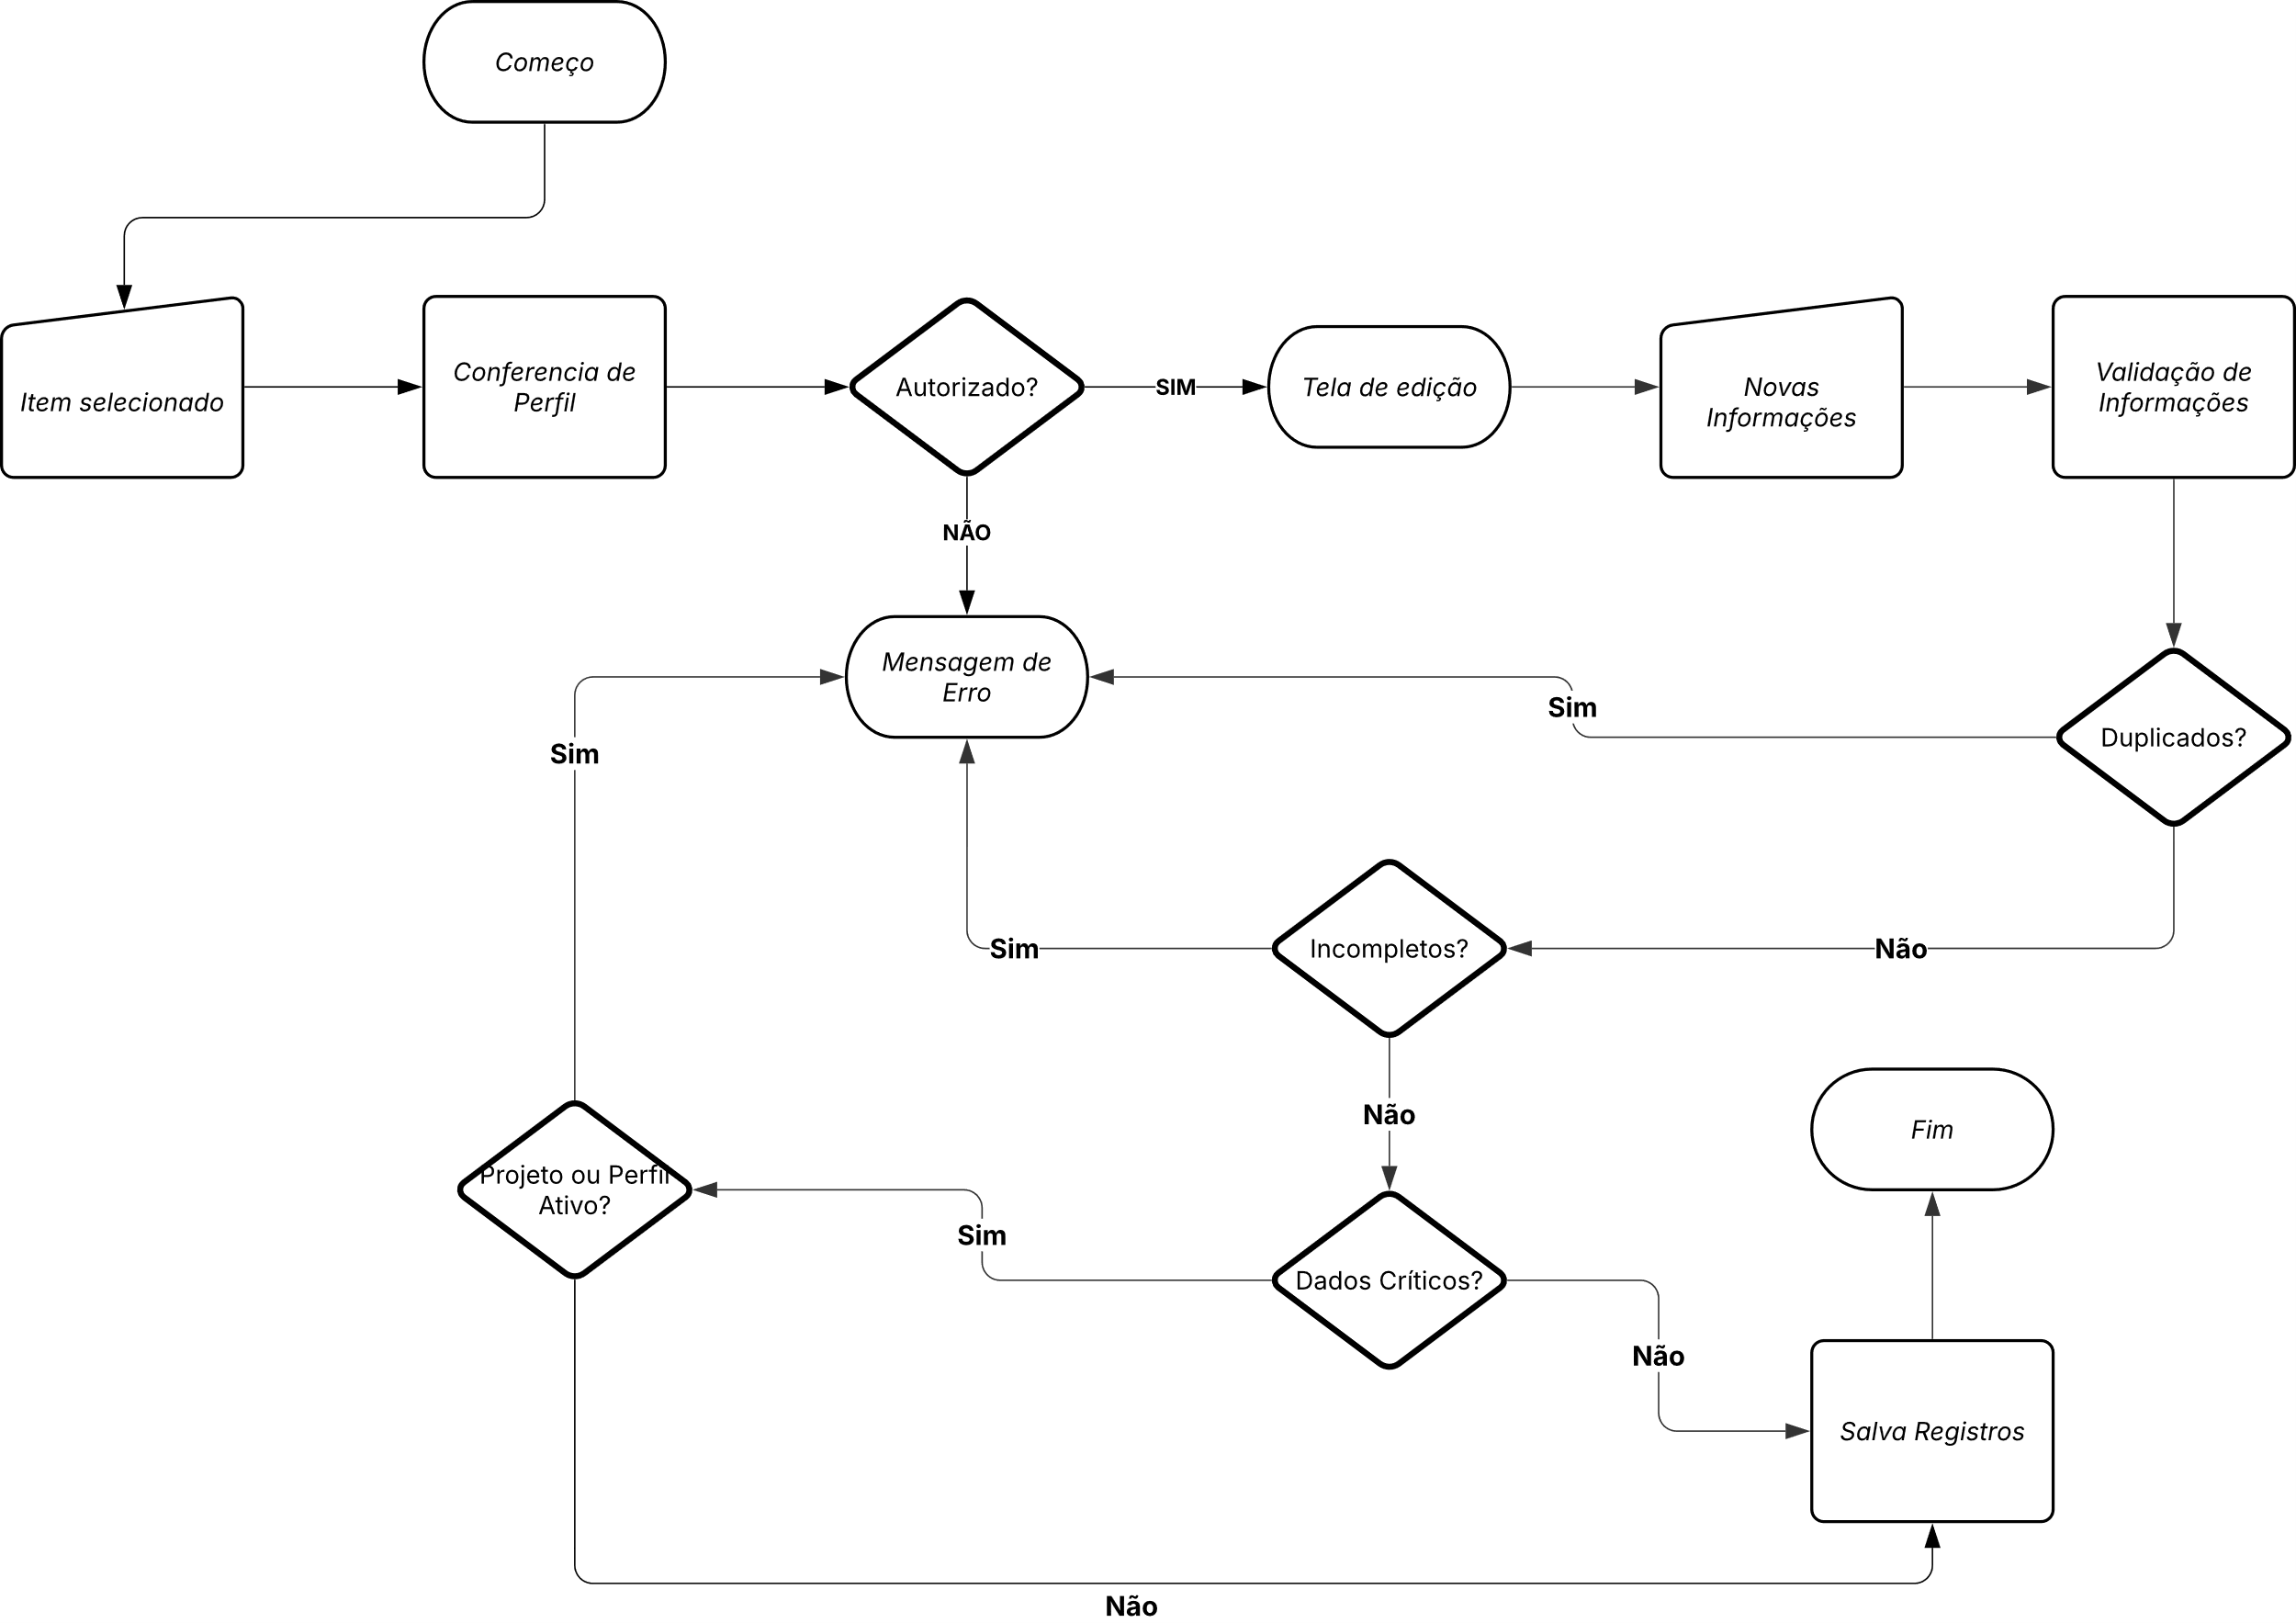 Começo
Item selecionado
Conferencia de
Perfil
Autorizado?
SIM
Tela de edição
Novas
Informações
Validação de
Informações
NÃO
Mensagem de
Erro
Sim
Duplicados?
Sim
Incompletos?
Sim
Não
Não
Fim
Projeto ou Perfil
Ativo?
Sim
Dados Críticos?
Não
Salva Registros
Não